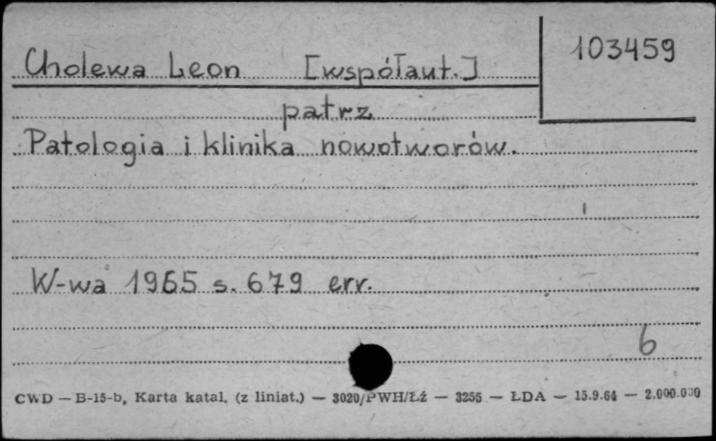 Cholewa Leon [współaut.]
103459
patrz
Patologia i klinika nowotworów.
W-wa 1965 s. 679 err.
6
CWD — B-15-b, Karta katal. (z liniat.) — 3020/PWH/Łź — 3255 — ŁDA — 15.9.64 — 2.000.000